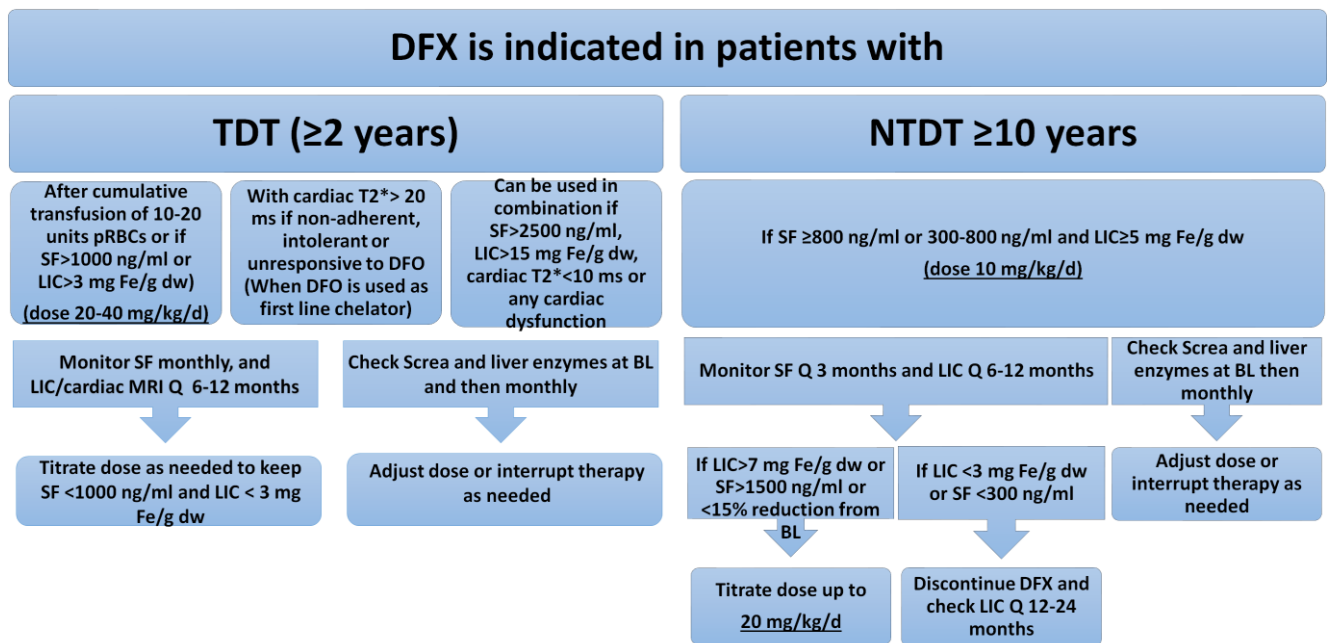 DFX is indicated in patients with
TDT (≥2 years)
NTDT ≥10 years
After cumulative
transfusion of 10-20
units pRBCs or if
SF>1000 ng/ml or
LIC>3 mg Fe/g dw)
(dose 20-40 mg/kg/d)
With cardiac T2*> 20
ms if non-adherent,
intolerant or
unresponsive to DFO
(When DFO is used as
first line chelator)
Can be used in
combination if
SF>2500 ng/ml,
LIC>15 mg Fe/g dw,
cardiac T2*<10 ms or
any cardiac
dysfunction
If SF ≥800 ng/ml or 300-800 ng/ml and LIC≥5 mg Fe/g dw
(dose 10 mg/kg/d)
Monitor SF monthly, and
LIC/cardiac MRI Q 6-12 months
Check Screa and liver enzymes at BL
and then monthly
Monitor SF Q 3 months and LIC Q 6-12 months
Check Screa and liver
enzymes at BL then
monthly
Titrate dose as needed to keep
SF <1000 ng/ml and LIC < 3 mg
Fe/g dw
Adjust dose or interrupt therapy
as needed
If LIC>7 mg Fe/g dw or
SF>1500 ng/ml or
<15% reduction from
BL
If LIC <3 mg Fe/g dw
or SF <300 ng/ml
Adjust dose or
interrupt therapy as
needed
Titrate dose up to
20 mg/kg/d
Discontinue DFX and
check LIC Q 12-24
months